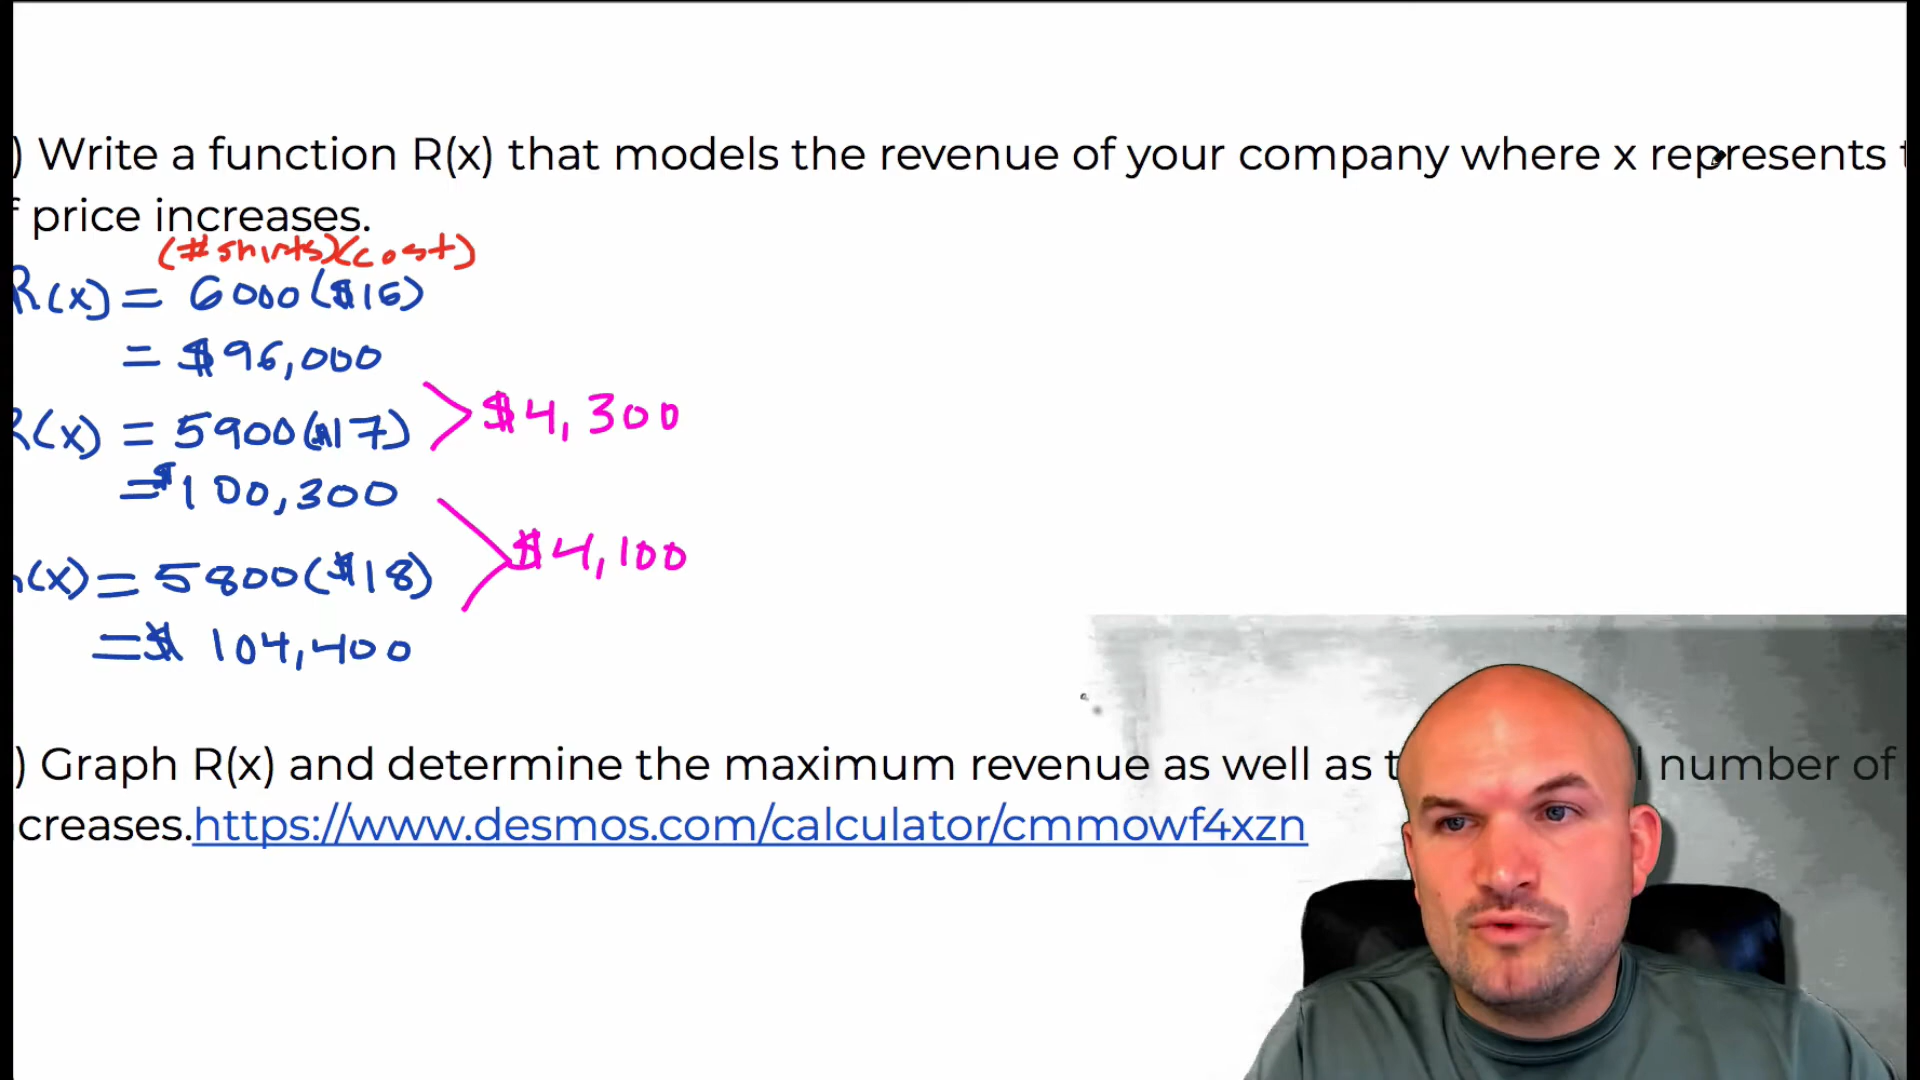 ) Write a function R(x) that models the revenue of your company where x represents t
f price increases.
(# shirts)(cost)
R(x) = 6000($16)
= $96,000
$4,300
R(x) = 5900($17)
= $100,300
$4,100
(x) = 5800($18)
= $ 104,400
) Graph R(x) and determine the maximum revenue as well as t l number of
creases.https://www.desmos.com/calculator/cmmowf4xzn